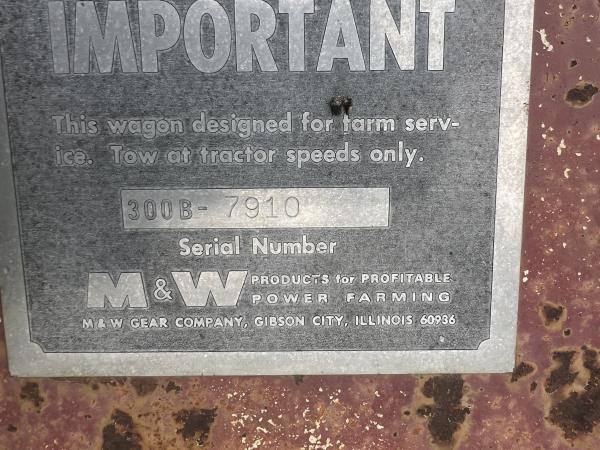 IMPORTANT
This wagon designed for farm serv-
ice. Tow at tractor speeds only.
300B- 7910
Serial Number
M&W PRODUCTS for PROFITABLE
POWER FARMING
M & W GEAR COMPANY, GIBSON CITY, ILLINOIS 60936